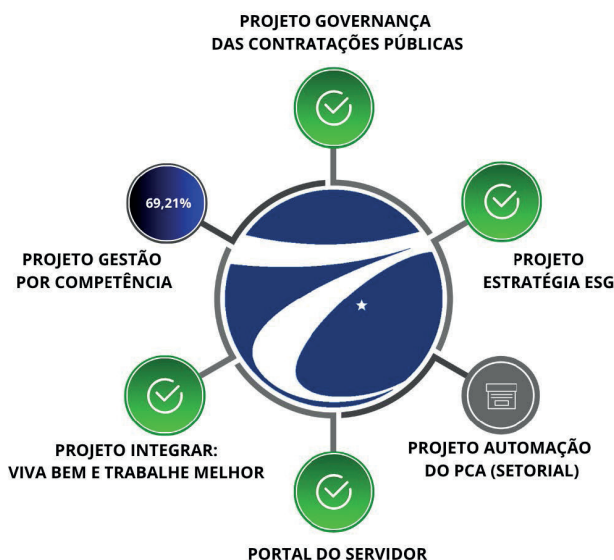 PROJETO GOVERNANÇA
DAS CONTRATAÇÕES PÚBLICAS
69,21%
PROJETO GESTÃO
POR COMPETÊNCIA
PROJETO
ESTRATÉGIA ESG
PROJETO INTEGRAR:
VIVA BEM E TRABALHE MELHOR
PROJETO AUTOMAÇÃO
DO PCA (SETORIAL)
PORTAL DO SERVIDOR